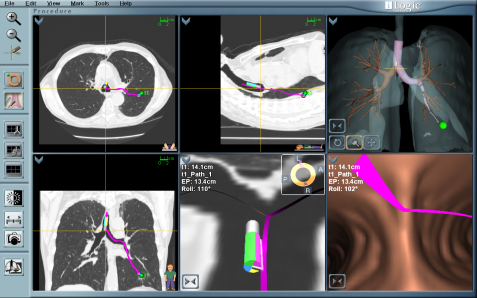 File Edit View Mark Tools Help
iLogic
Procedure
t1
t1: 14.1cm
t1_Path_1
EP: 13.4cm
Roll: 110°
P
A
t1: 14.1cm
t1_Path_1
EP: 13.4cm
Roll: 102°